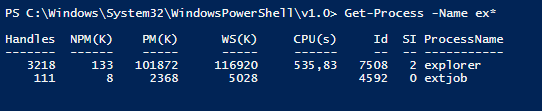 PS C:\Windows\System32\WindowsPowerShell\v1.0> Get-Process -Name ex*
Handles  NPM(K)    PM(K)      WS(K)     CPU(s)     Id  SI ProcessName
-------  ------    -----      -----     ------     --  -- -----------
   3218     133   101872     116920     535,83   7508   2 explorer
    111       8     2368       5028              4592   0 extjob